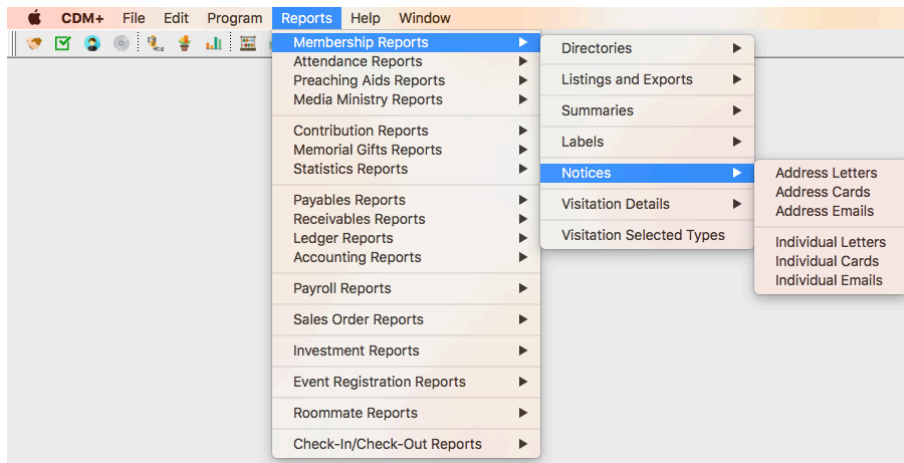 CDM+ File Edit Program Reports Help Window
Membership Reports
Attendance Reports
Preaching Aids Reports
Media Ministry Reports
Contribution Reports
Memorial Gifts Reports
Statistics Reports
Payables Reports
Receivables Reports
Ledger Reports
Accounting Reports
Payroll Reports
Sales Order Reports
Investment Reports
Event Registration Reports
Roommate Reports
Check-In/Check-Out Reports
Directories
Listings and Exports
Summaries
Labels
Notices
Visitation Details
Visitation Selected Types
Address Letters
Address Cards
Address Emails
Individual Letters
Individual Cards
Individual Emails